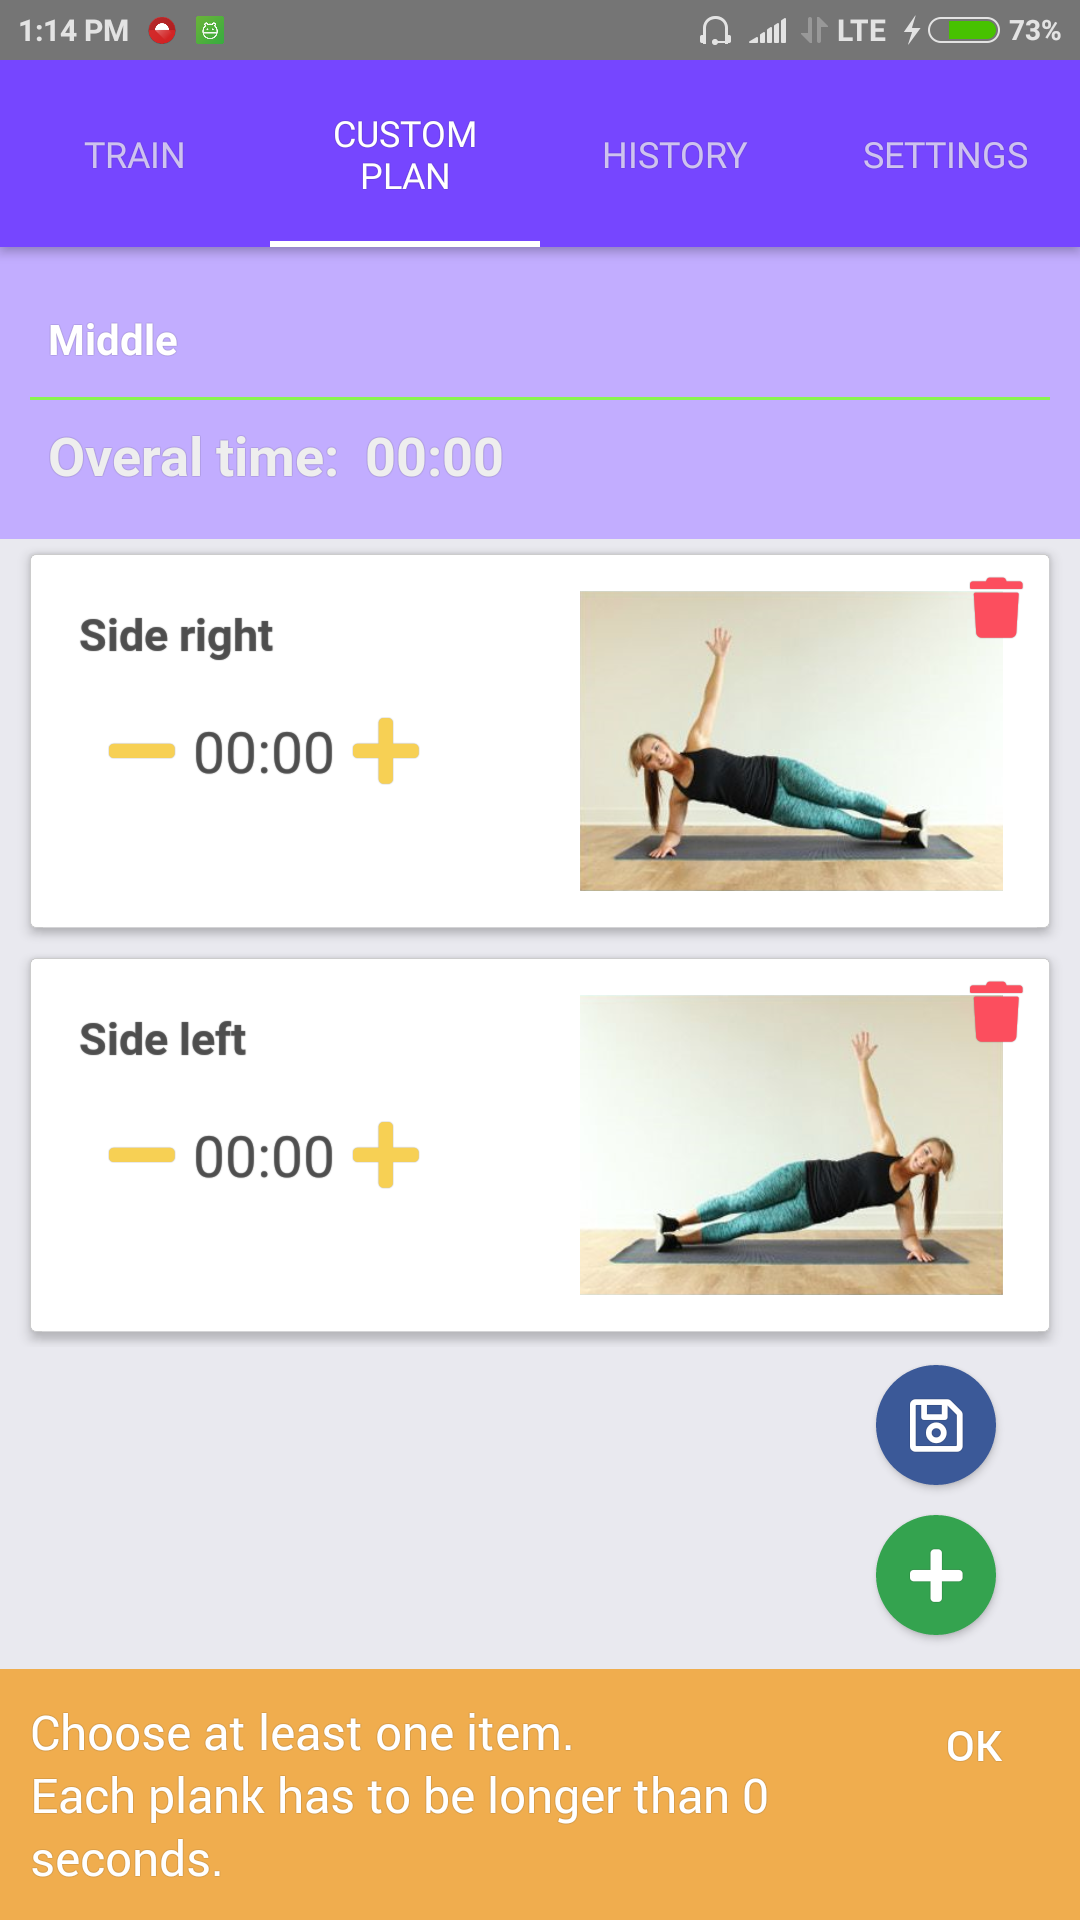 1:14 PM
LTE
73%
TRAIN
CUSTOM
PLAN
HISTORY
SETTINGS
Middle
Overal time: 00:00
Side right
00:00
Side left
00:00
Choose at least one item.
OK
Each plank has to be longer than 0
seconds.